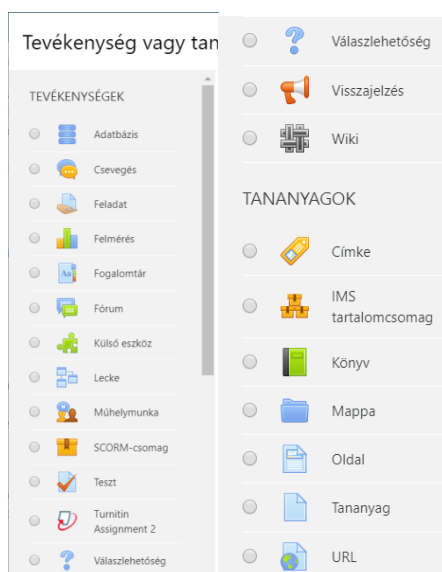 Tevékenység vagy tan
TEVÉKENYSÉGEK
Adatbázis
Csevegés
Feladat
Felmérés
Fogalomtár
Fórum
Külső eszköz
Lecke
Műhelymunka
SCORM-csomag
Teszt
Turnitin
Assignment 2
Válaszlehetőség
Válaszlehetőség
Visszajelzés
Wiki
TANANYAGOK
Címke
IMS
tartalomcsomag
Könyv
Mappa
Oldal
Tananyag
URL